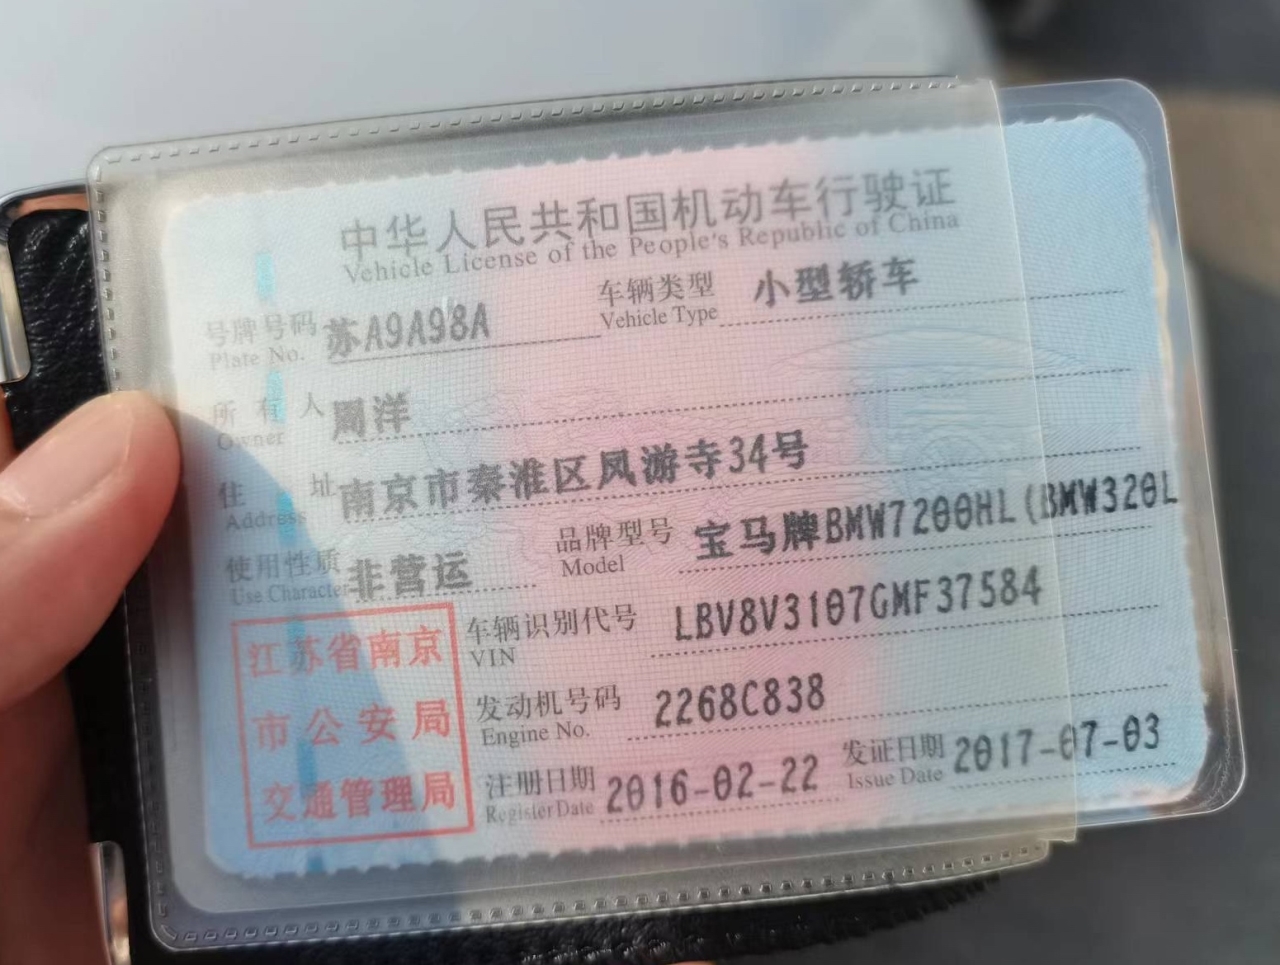 中华人民共和国机动车行驶证
Vehicle License of the People's Republic of China
号牌号码 苏A9A98A 车辆类型 小型轿车
Plate No. Vehicle Type
所有人 周洋
Owner
住址 南京市秦淮区凤游寺34号
Address
使用性质 非营运 品牌型号 宝马牌BMW7200HL(BMW320L
Use Character Model
江苏省南京
市公安局
交通管理局
车辆识别代号 LBV8V3107GMF37584
VIN
发动机号码 2268C838
Engine No.
注册日期 2016-02-22 发证日期 2017-07-03
Register Date Issue Date